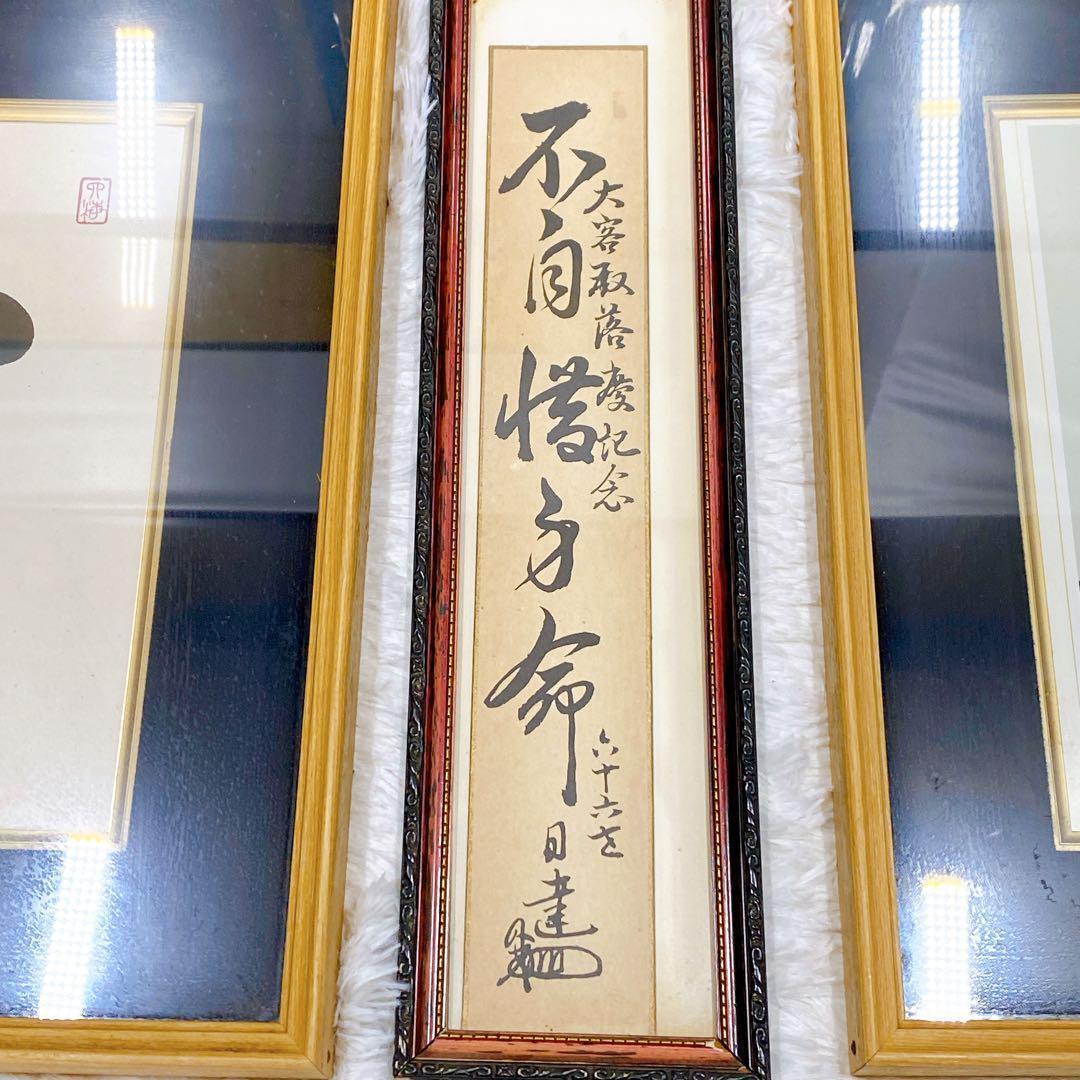 大客殿落慶記念
不自惜身命
六十六世
日達